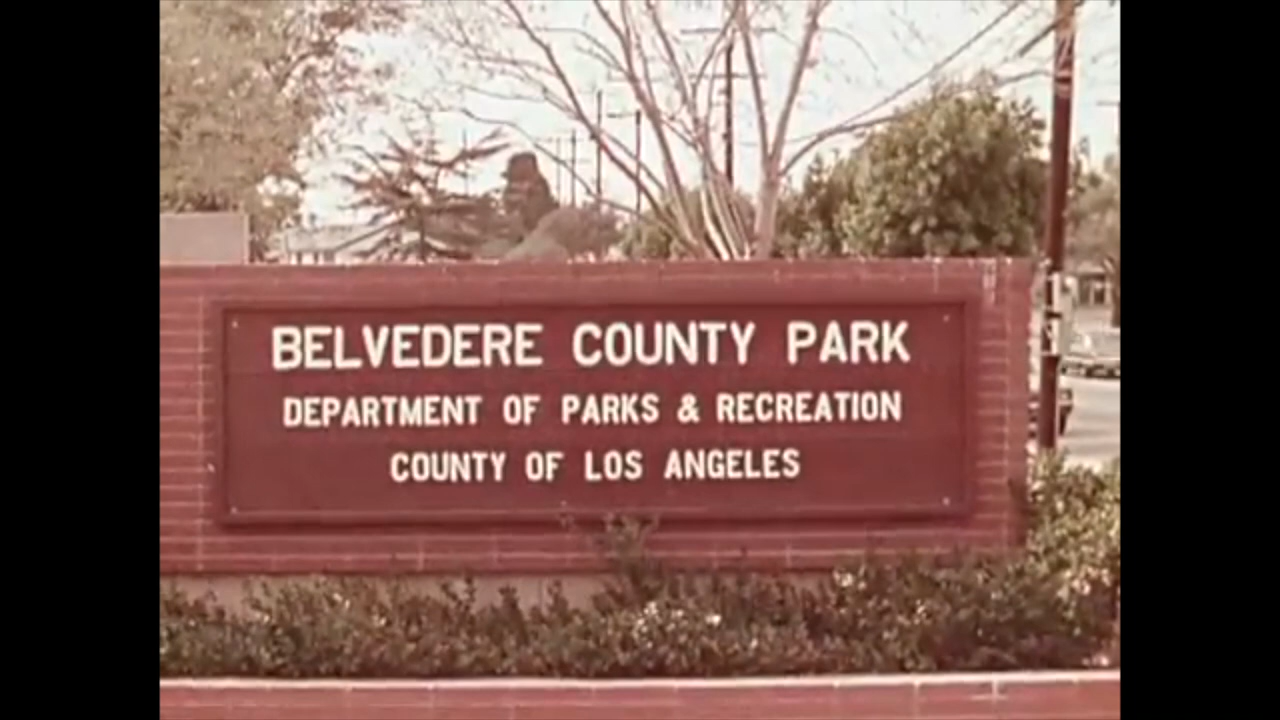 BELVEDERE COUNTY PARK
DEPARTMENT OF PARKS & RECREATION
COUNTY OF LOS ANGELES